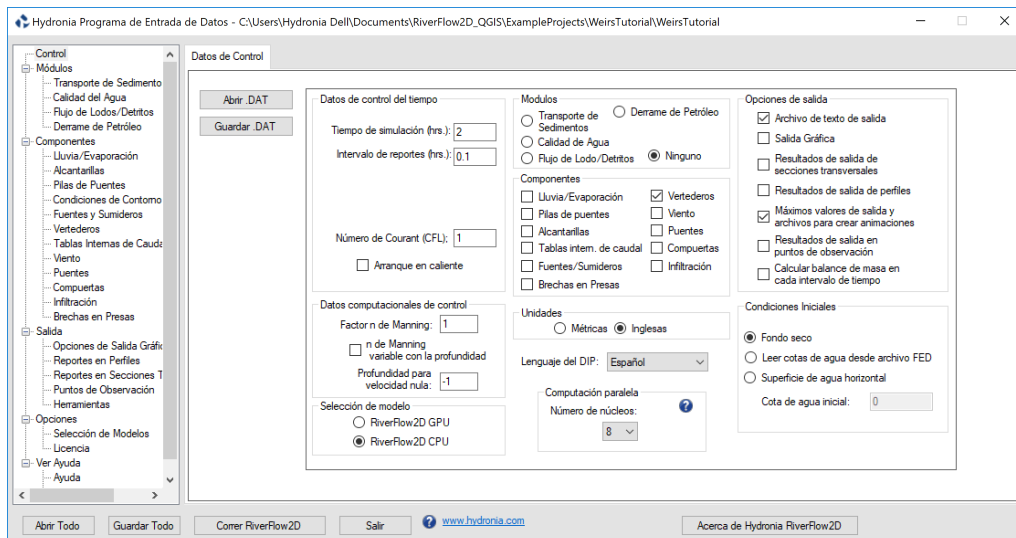 Hydronia Programa de Entrada de Datos - C:\Users\Hydronia Dell\Documents\RiverFlow2D_QGIS\ExampleProjects\WeirsTutorial\WeirsTutorial
Control
Módulos
Transporte de Sedimento
Calidad del Agua
Flujo de Lodos/Detritos
Derrame de Petróleo
Componentes
Lluvia/Evaporación
Alcantarillas
Pilas de Puentes
Condiciones de Contorno
Fuentes y Sumideros
Vertederos
Tablas Internas de Cauda
Viento
Puentes
Compuertas
Infiltración
Brechas en Presas
Salida
Opciones de Salida Gráfic
Reportes en Perfiles
Reportes en Secciones T
Puntos de Observación
Herramientas
Opciones
Selección de Modelos
Licencia
Ver Ayuda
Ayuda
Datos de Control
Abrir .DAT
Guardar .DAT
Datos de control del tiempo
Tiempo de simulación (hrs.): 2
Intervalo de reportes (hrs.): 0.1
Número de Courant (CFL): 1
Arranque en caliente
Datos computacionales de control
Factor n de Manning: 1
n de Manning
variable con la profundidad
Profundidad para
velocidad nula: -1
Selección de modelo
RiverFlow2D GPU
RiverFlow2D CPU
Modulos
Transporte de
Sedimentos
Derrame de Petróleo
Calidad de Agua
Flujo de Lodo/Detritos
Ninguno
Componentes
Lluvia/Evaporación
Vertederos
Pilas de puentes
Viento
Alcantarillas
Puentes
Tablas intern. de caudal
Compuertas
Fuentes/Sumideros
Infiltración
Brechas en Presas
Unidades
Métricas
Inglesas
Lenguaje del DIP: Español
Computación paralela
Número de núcleos:
?
8
Opciones de salida
Archivo de texto de salida
Salida Gráfica
Resultados de salida de
secciones transversales
Resultados de salida de perfiles
Máximos valores de salida y
archivos para crear animaciones
Resultados de salida en
puntos de observación
Calcular balance de masa en
cada intervalo de tiempo
Condiciones Iniciales
Fondo seco
Leer cotas de agua desde archivo FED
Superficie de agua horizontal
Cota de agua inicial: 0
Abrir Todo
Guardar Todo
Correr RiverFlow2D
Salir
?
www.hydronia.com
Acerca de Hydronia RiverFlow2D